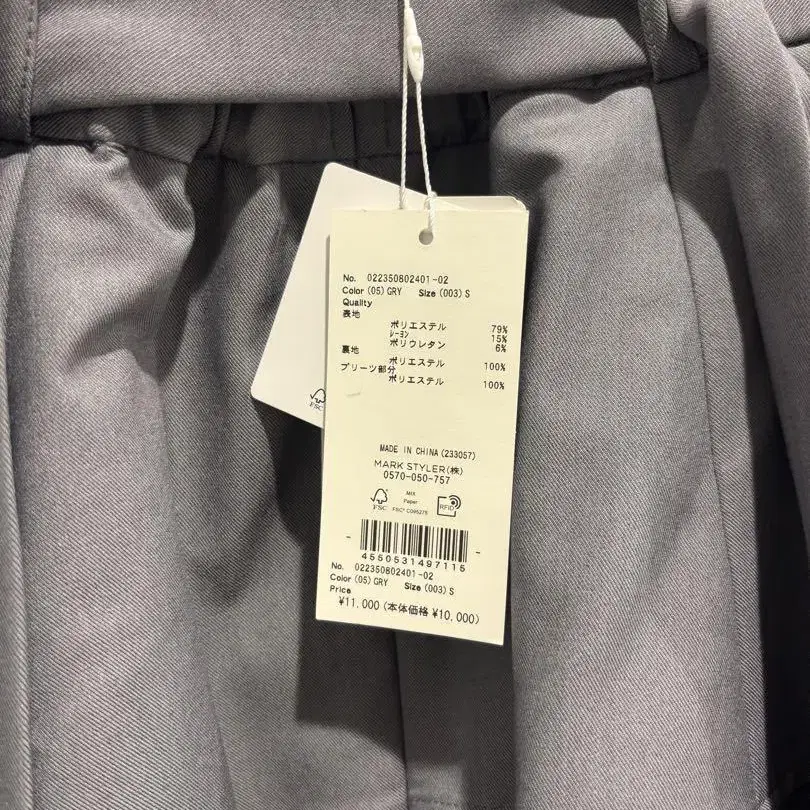 No. 022350802401-02
Color (05) GRY Size (003) S
Quality
表地
ポリエステル 79%
レーヨン 15%
ポリウレタン 6%
裏地
ポリエステル 100%
プリーツ部分
ポリエステル 100%
MADE IN CHINA (233057)
MARK STYLER(株)
0570-050-757
FSC
MIX
Paper
FSC® C095275
RFID
4550531497115
No. 022350802401-02
Color (05) GRY Size (003) S
Price
¥11,000 (本体価格 ¥10,000)
FSC